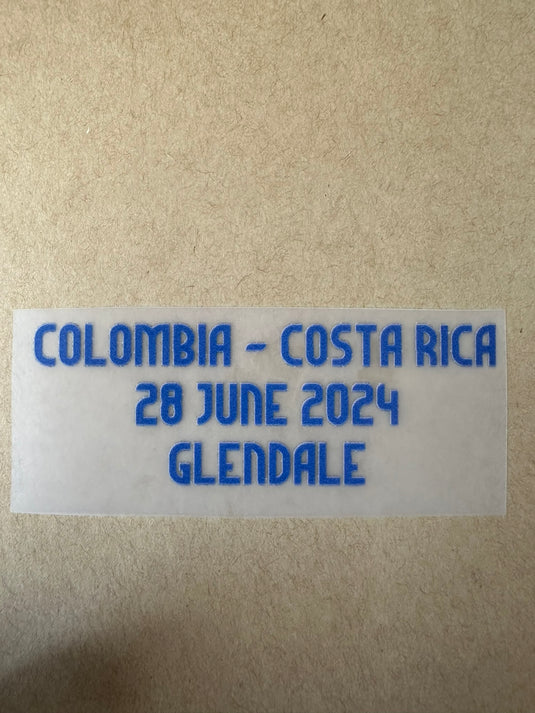 COLOMBIA - COSTA RICA
28 JUNE 2024
GLENDALE